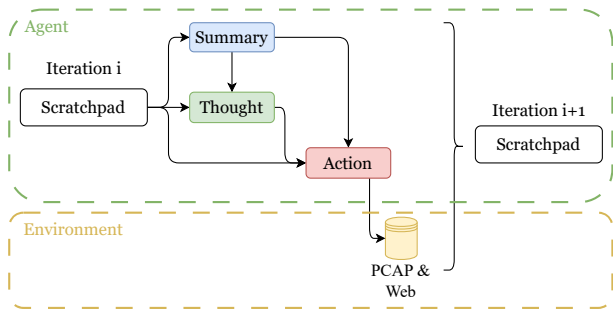 Agent
Summary
Iteration i
Scratchpad
Thought
Iteration i+1
Scratchpad
Action
Environment
PCAP &
Web